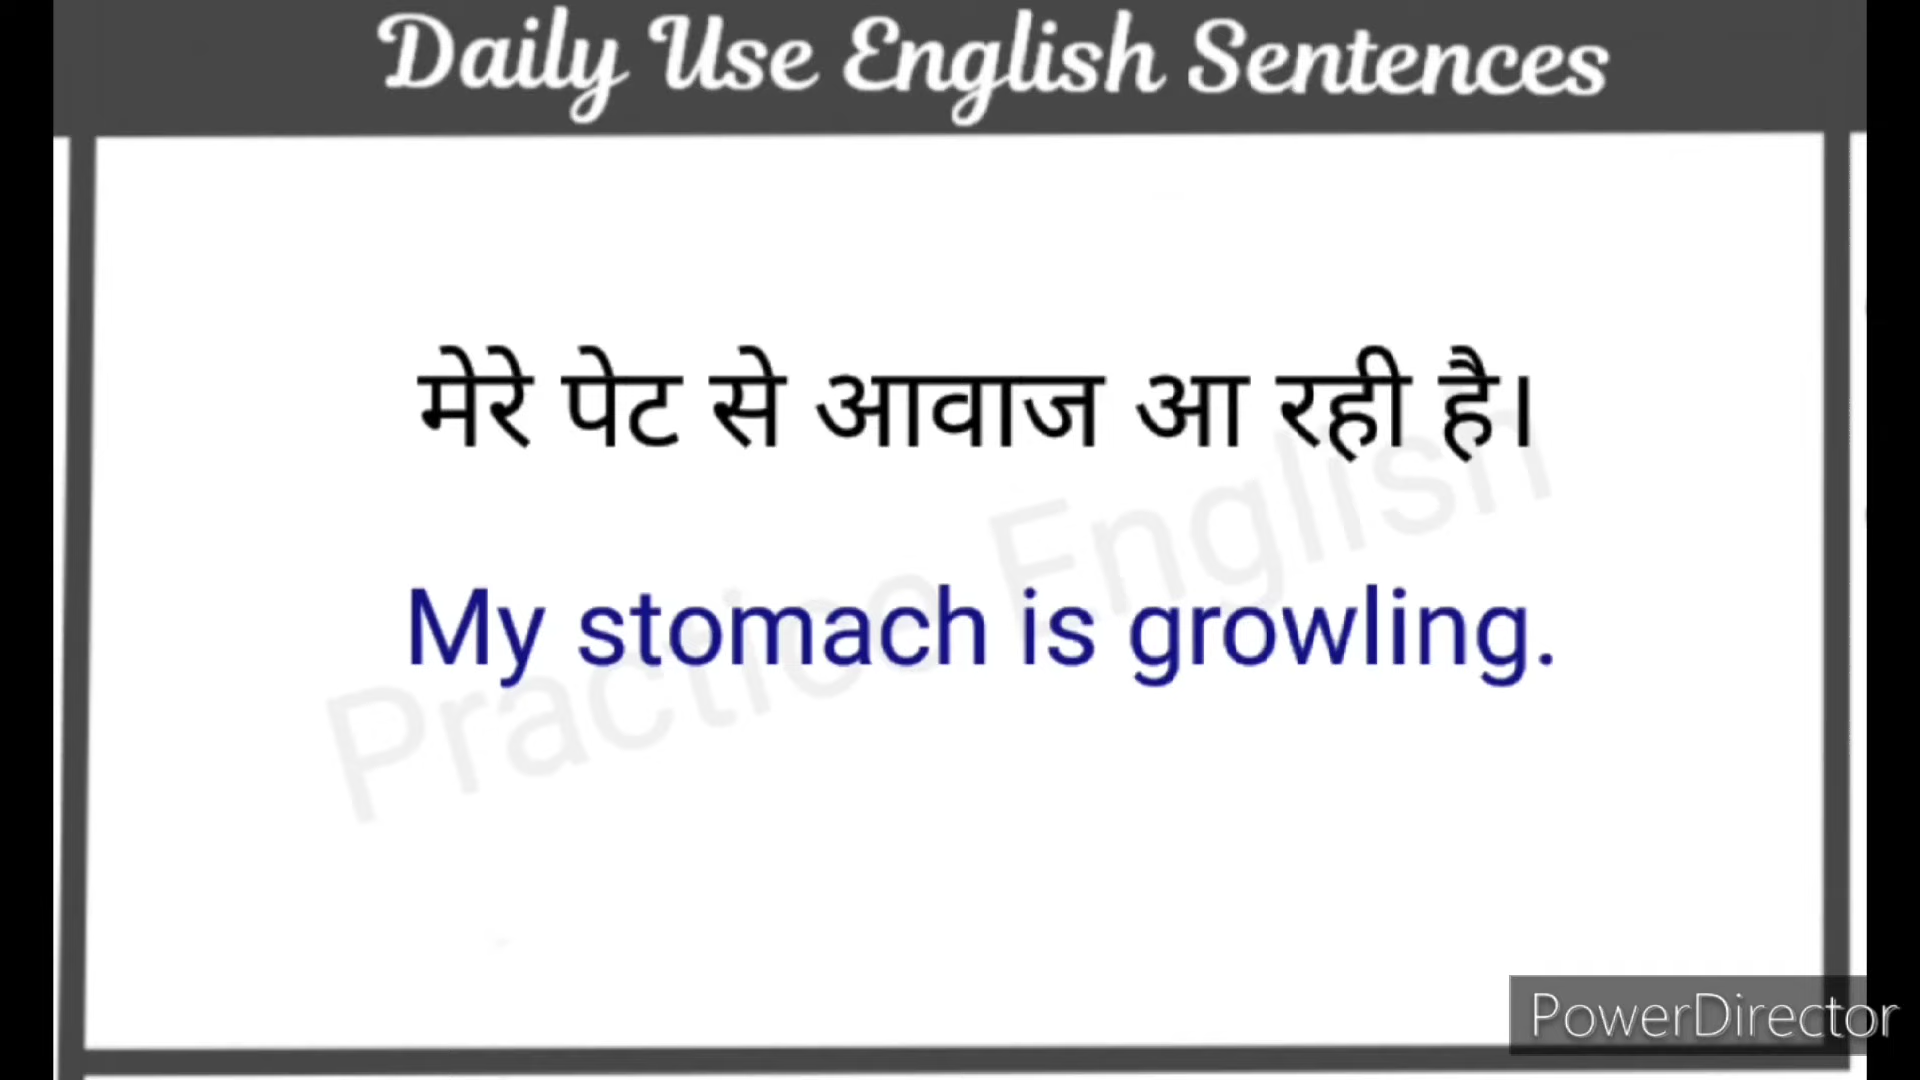 Daily Use English Sentences
मेरे पेट से आवाज आ रही है।
My stomach is growling.
Practice English
PowerDirector